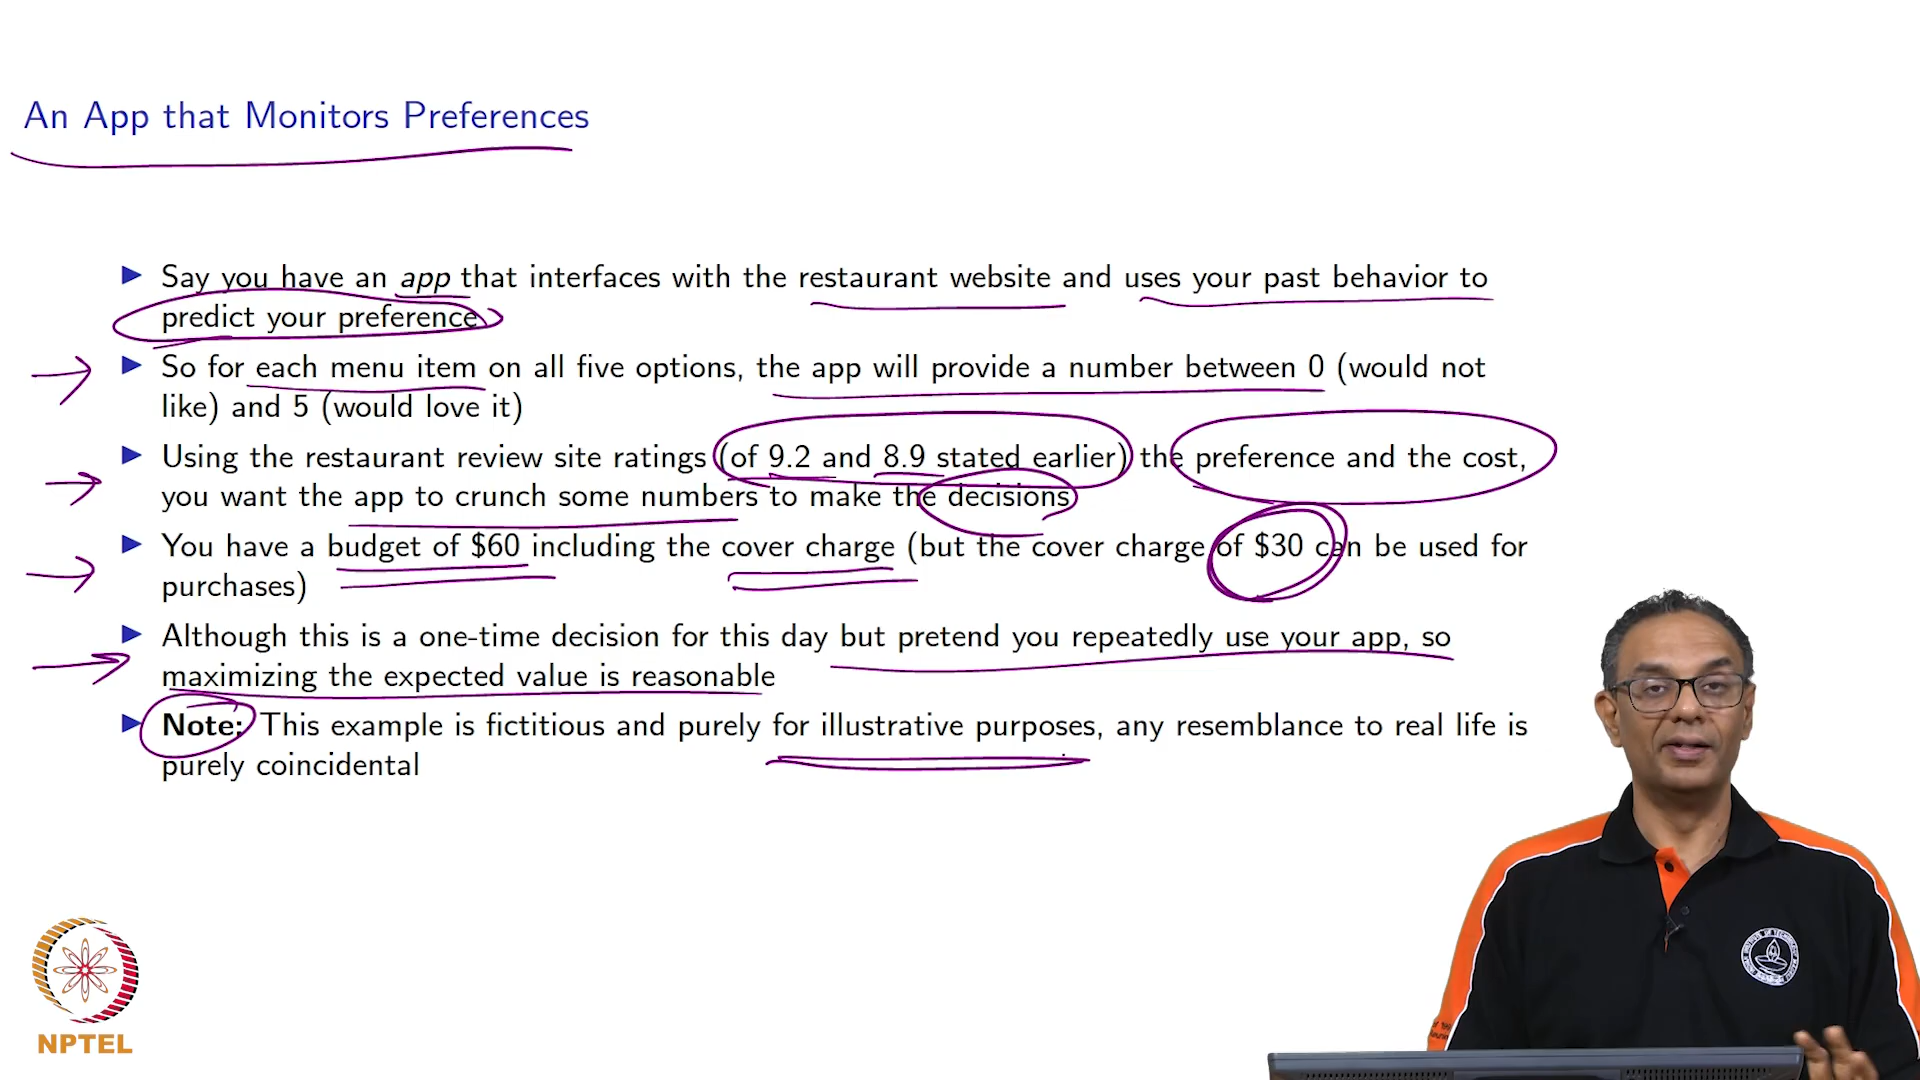 An App that Monitors Preferences
Say you have an app that interfaces with the restaurant website and uses your past behavior to
predict your preference
So for each menu item on all five options, the app will provide a number between 0 (would not
like) and 5 (would love it)
Using the restaurant review site ratings (of 9.2 and 8.9 stated earlier) the preference and the cost,
you want the app to crunch some numbers to make the decisions
You have a budget of $60 including the cover charge (but the cover charge of $30 can be used for
purchases)
Although this is a one-time decision for this day but pretend you repeatedly use your app, so
maximizing the expected value is reasonable
Note: This example is fictitious and purely for illustrative purposes, any resemblance to real life is
purely coincidental
NPTEL